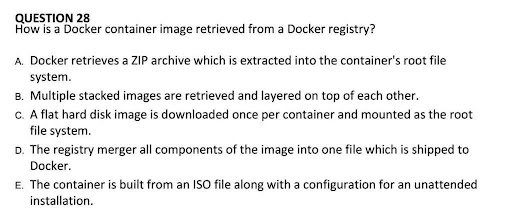 QUESTION 28
How is a Docker container image retrieved from a Docker registry?
A. Docker retrieves a ZIP archive which is extracted into the container's root file
system.
B. Multiple stacked images are retrieved and layered on top of each other.
C. A flat hard disk image is downloaded once per container and mounted as the root
file system.
D. The registry merger all components of the image into one file which is shipped to
Docker.
E. The container is built from an ISO file along with a configuration for an unattended
installation.